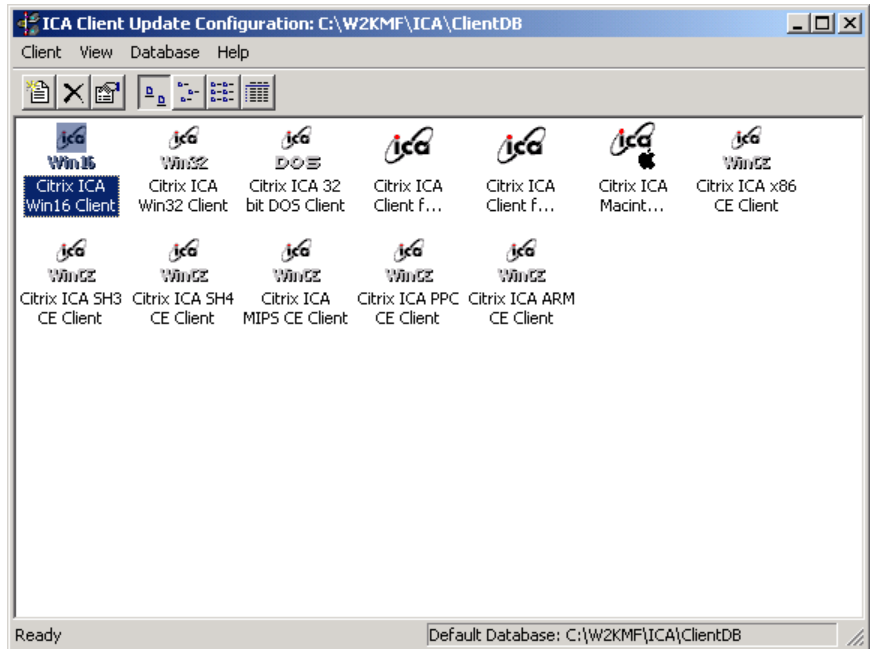 ICA Client Update Configuration: C:\W2KMF\ICA\ClientDB
Client View Database Help
ica ica ica ica ica ica ica
Win16 Win32 DOS WinCE
Citrix ICA Citrix ICA Citrix ICA 32 Citrix ICA Citrix ICA Citrix ICA Citrix ICA x86
Win16 Client Win32 Client bit DOS Client Client f... Client f... Macint... CE Client
ica ica ica ica ica
WinCE WinCE WinCE WinCE WinCE
Citrix ICA SH3 Citrix ICA SH4 Citrix ICA Citrix ICA PPC Citrix ICA ARM
CE Client CE Client MIPS CE Client CE Client CE Client
Ready Default Database: C:\W2KMF\ICA\ClientDB